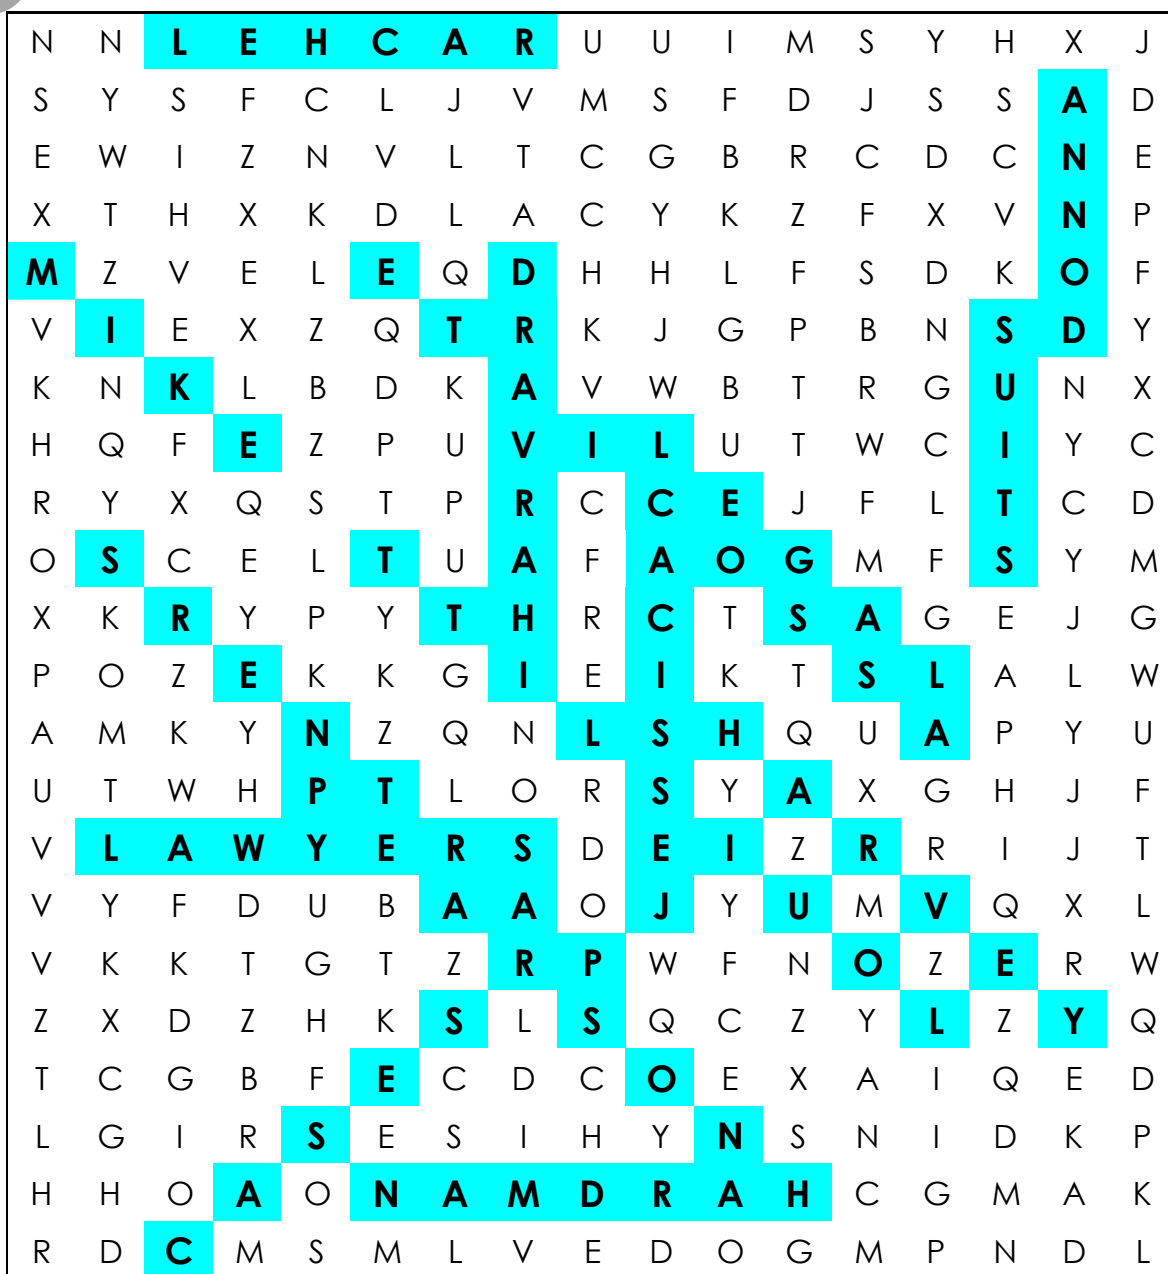 N N L E H C A R U U I M S Y H X J
S Y S F C L J V M S F D J S S A D
E W I Z N V L T C G B R C D C N E
X T H X K D L A C Y K Z F X V N P
M Z V E L E Q D H H L F S D K O F
V I E X Z Q T R K J G P B N S D Y
K N K L B D K A V W B T R G U N X
H Q F E Z P U V I L U T W C I Y C
R Y X Q S T P R C C E J F L T C D
O S C E L T U A F A O G M F S Y M
X K R Y P Y T H R C T S A G E J G
P O Z E K K G I E I K T S L A L W
A M K Y N Z Q N L S H Q U A P Y U
U T W H P T L O R S Y A X G H J F
V L A W Y E R S D E I Z R R I J T
V Y F D U B A A O J Y U M V Q X L
V K K T G T Z R P W F N O Z E R W
Z X D Z H K S L S Q C Z Y L Z Y Q
T C G B F E C D C O E X A I Q E D
L G I R S E S I H Y N S N I D K P
H H O A O N A M D R A H C G M A K
R D C M S M L V E D O G M P N D L